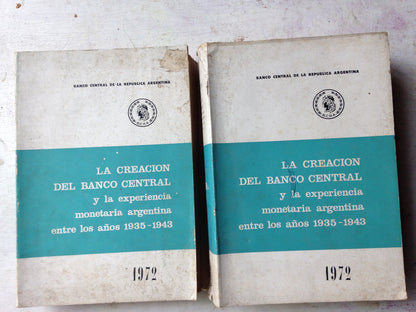 BANCO CENTRAL DE LA REPUBLICA ARGENTINA
LA CREACION
DEL BANCO CENTRAL
y la experiencia
monetaria argentina
entre los años 1935-1943
1972
BANCO CENTRAL DE LA REPUBLICA ARGENTINA
LA CREACION
DEL BANCO CENTRAL
y la experiencia
monetaria argentina
entre los años 1935-1943
1972